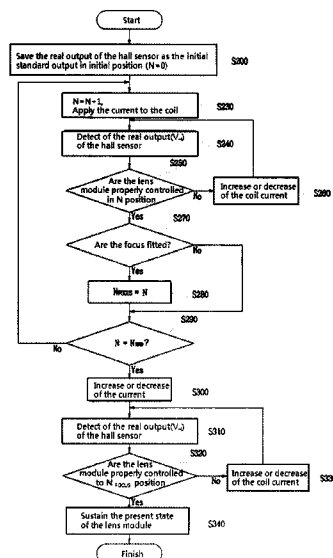 Start
Save the real output of the hall sensor as the initial
standard output in initial position (N=0)
S200
N=N+1,
Apply the current to the coil
S230
Detect of the real output(Vₙ)
of the hall sensor
S240
S250
Are the lens
module properly controlled
in N position
No
Increase or decrease
of the coil current
S260
Yes
S270
Are the focus fitted?
No
Yes
N = N
S280
S290
N = N ?
No
Yes
Increase or decrease
of the current
S300
Detect of the real output(Vₙ)
of the hall sensor
S310
S320
Are the lens
module properly controlled
to N FOCUS position
No
Increase or decrease
of the coil current
S33
Yes
Sustain the present state
of the lens module
S340
Finish